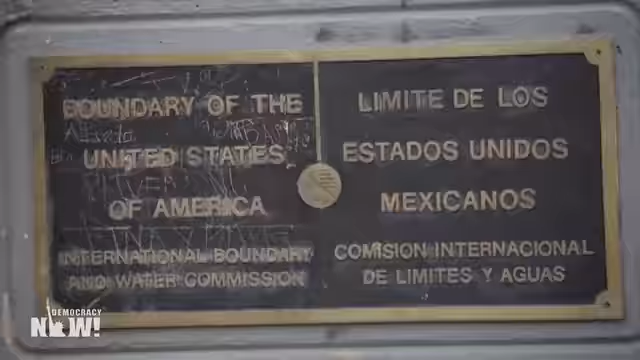 BOUNDARY OF THE
UNITED STATES
OF AMERICA
INTERNATIONAL BOUNDARY
AND WATER COMMISSION
LIMITE DE LOS
ESTADOS UNIDOS
MEXICANOS
COMISION INTERNACIONAL
DE LIMITES Y AGUAS
DEMOCRACY
NOW!